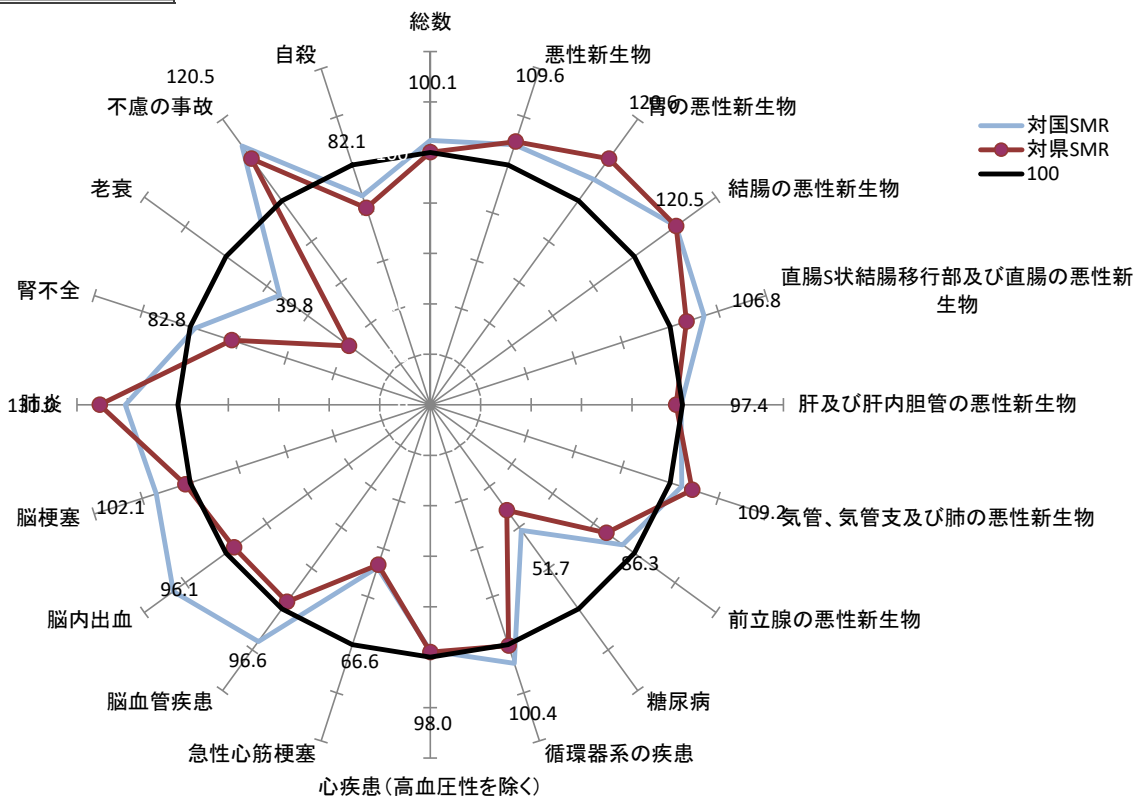 総数
100.1
悪性新生物
109.6
胃の悪性新生物
120.6
結腸の悪性新生物
120.5
直腸S状結腸移行部及び直腸の悪性新
生物
106.8
肝及び肝内胆管の悪性新生物
97.4
気管、気管支及び肺の悪性新生物
109.2
前立腺の悪性新生物
86.3
糖尿病
51.7
循環器系の疾患
100.4
心疾患(高血圧性を除く)
98.0
急性心筋梗塞
66.6
脳血管疾患
96.6
脳内出血
96.1
脳梗塞
102.1
肺炎
腎不全
82.8
老衰
39.8
不慮の事故
120.5
自殺
82.1
対国SMR
対県SMR
100